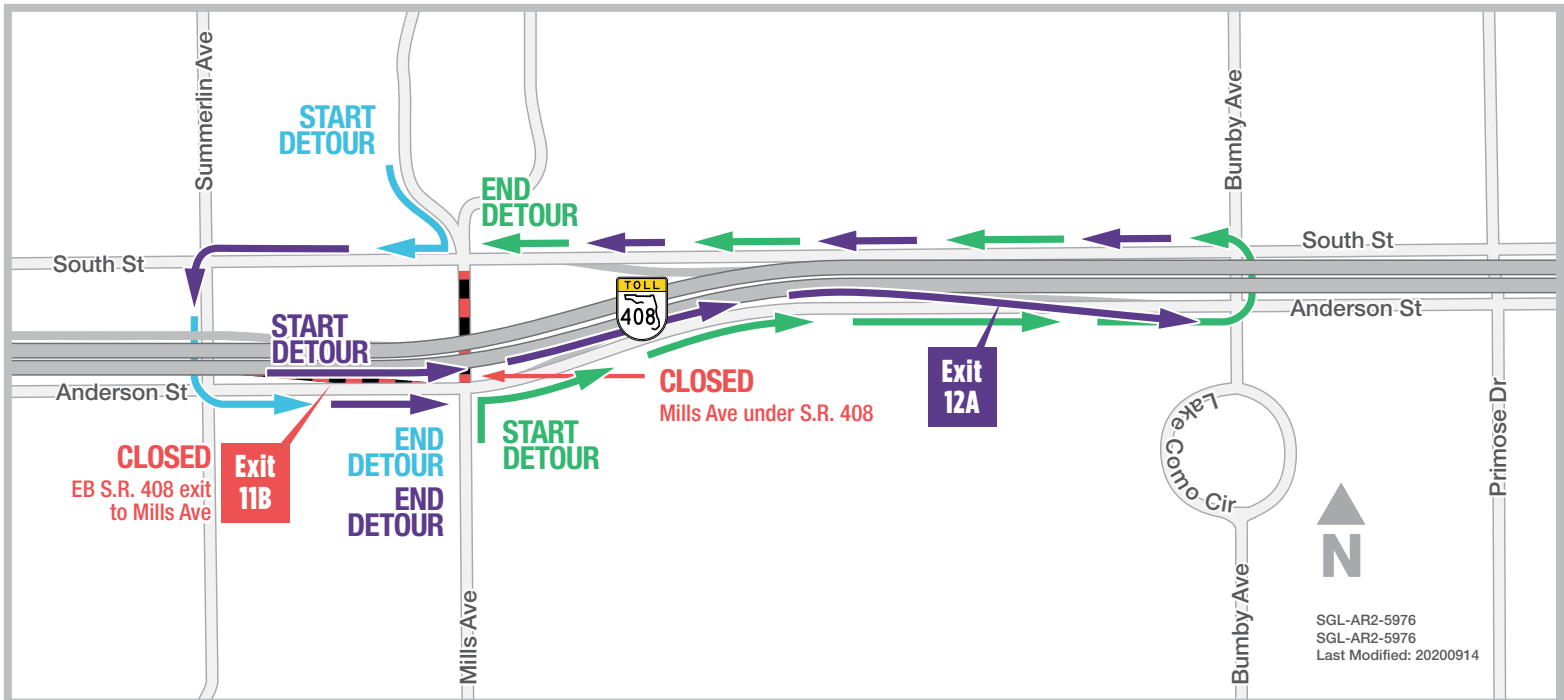 Summerlin Ave
START
DETOUR
END
DETOUR
Bumby Ave
South St
South St
TOLL
408
START
DETOUR
Anderson St
Anderson St
Exit
12A
CLOSED
Mills Ave under S.R. 408
START
DETOUR
END
DETOUR
END
DETOUR
CLOSED
EB S.R. 408 exit
to Mills Ave
Exit
11B
Mills Ave
Lake Como Cir
Bumby Ave
Primose Dr
N
SGL-AR2-5976
SGL-AR2-5976
Last Modified: 20200914